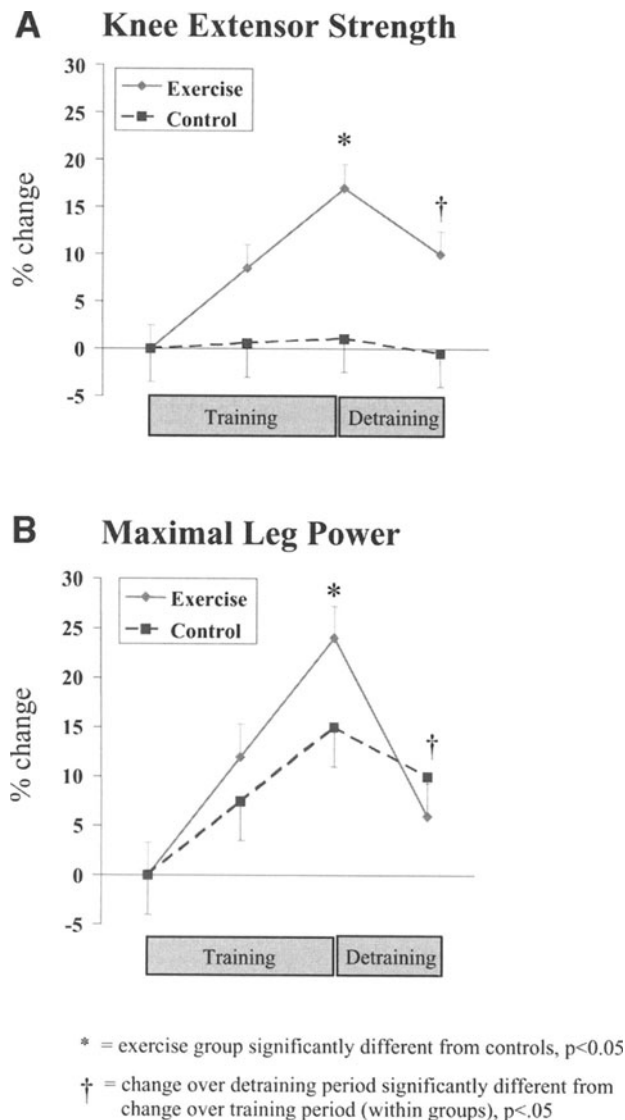 A Knee Extensor Strength
30
25
20
15
10
5
0
-5
% change
Exercise
Control
*
†
Training
Detraining
B Maximal Leg Power
30
25
20
15
10
5
0
-5
% change
Exercise
Control
*
†
Training
Detraining
* = exercise group significantly different from controls, p<0.05
† = change over detraining period significantly different from
change over training period (within groups), p<.05